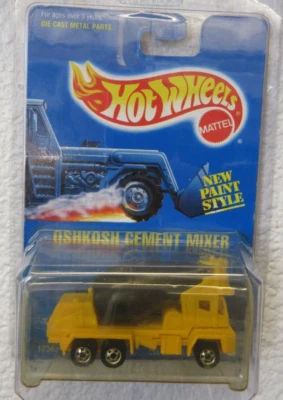 For ages over 3 years.
DIE CAST METAL PARTS
HOT WHEELS
MATTEL
NEW
PAINT
STYLE
OSHKOSH CEMENT MIXER